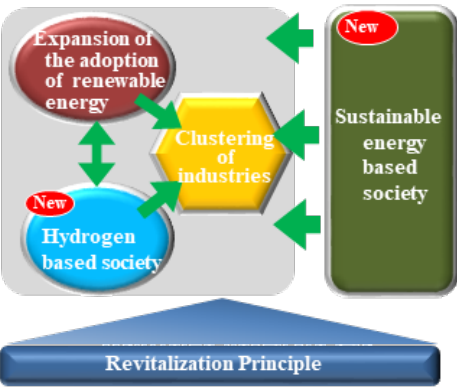 Expansion of
the adoption
of renewable
energy
New
Hydrogen
based society
Clustering
of
industries
New
Sustainable
energy
based
society
Revitalization Principle